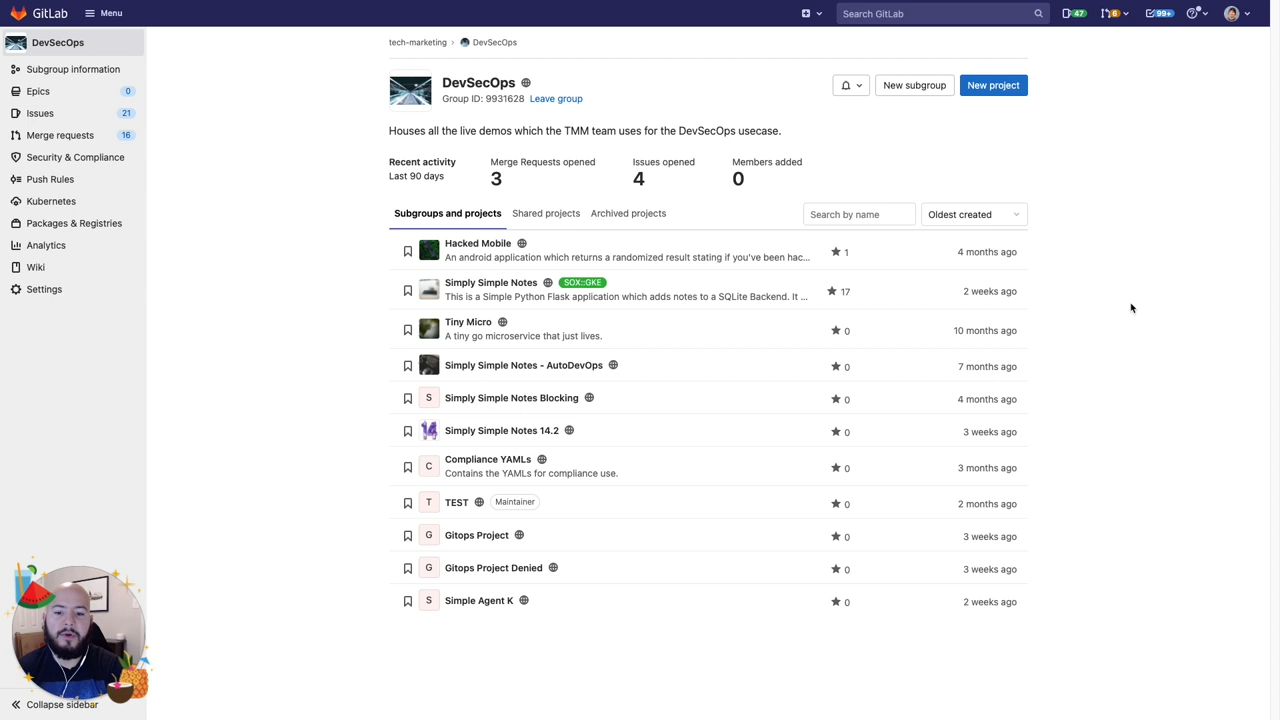 GitLab
Menu
Search GitLab
47
6
99+
DevSecOps
Subgroup information
Epics 0
Issues 21
Merge requests 16
Security & Compliance
Push Rules
Kubernetes
Packages & Registries
Analytics
Wiki
Settings
Collapse sidebar
tech-marketing › DevSecOps
DevSecOps
Group ID: 9931628 Leave group
New subgroup
New project
Houses all the live demos which the TMM team uses for the DevSecOps usecase.
Recent activity
Last 90 days
Merge Requests opened
3
Issues opened
4
Members added
0
Subgroups and projects
Shared projects
Archived projects
Search by name
Oldest created
Hacked Mobile
An android application which returns a randomized result stating if you've been hac...
1
4 months ago
Simply Simple Notes SOX::GKE
This is a Simple Python Flask application which adds notes to a SQLite Backend. It ...
17
2 weeks ago
Tiny Micro
A tiny go microservice that just lives.
0
10 months ago
Simply Simple Notes - AutoDevOps
0
7 months ago
S
Simply Simple Notes Blocking
0
4 months ago
14
Simply Simple Notes 14.2
0
3 weeks ago
C
Compliance YAMLs
Contains the YAMLs for compliance use.
0
3 months ago
T
TEST Maintainer
0
2 months ago
G
Gitops Project
0
3 weeks ago
G
Gitops Project Denied
0
3 weeks ago
S
Simple Agent K
0
2 weeks ago